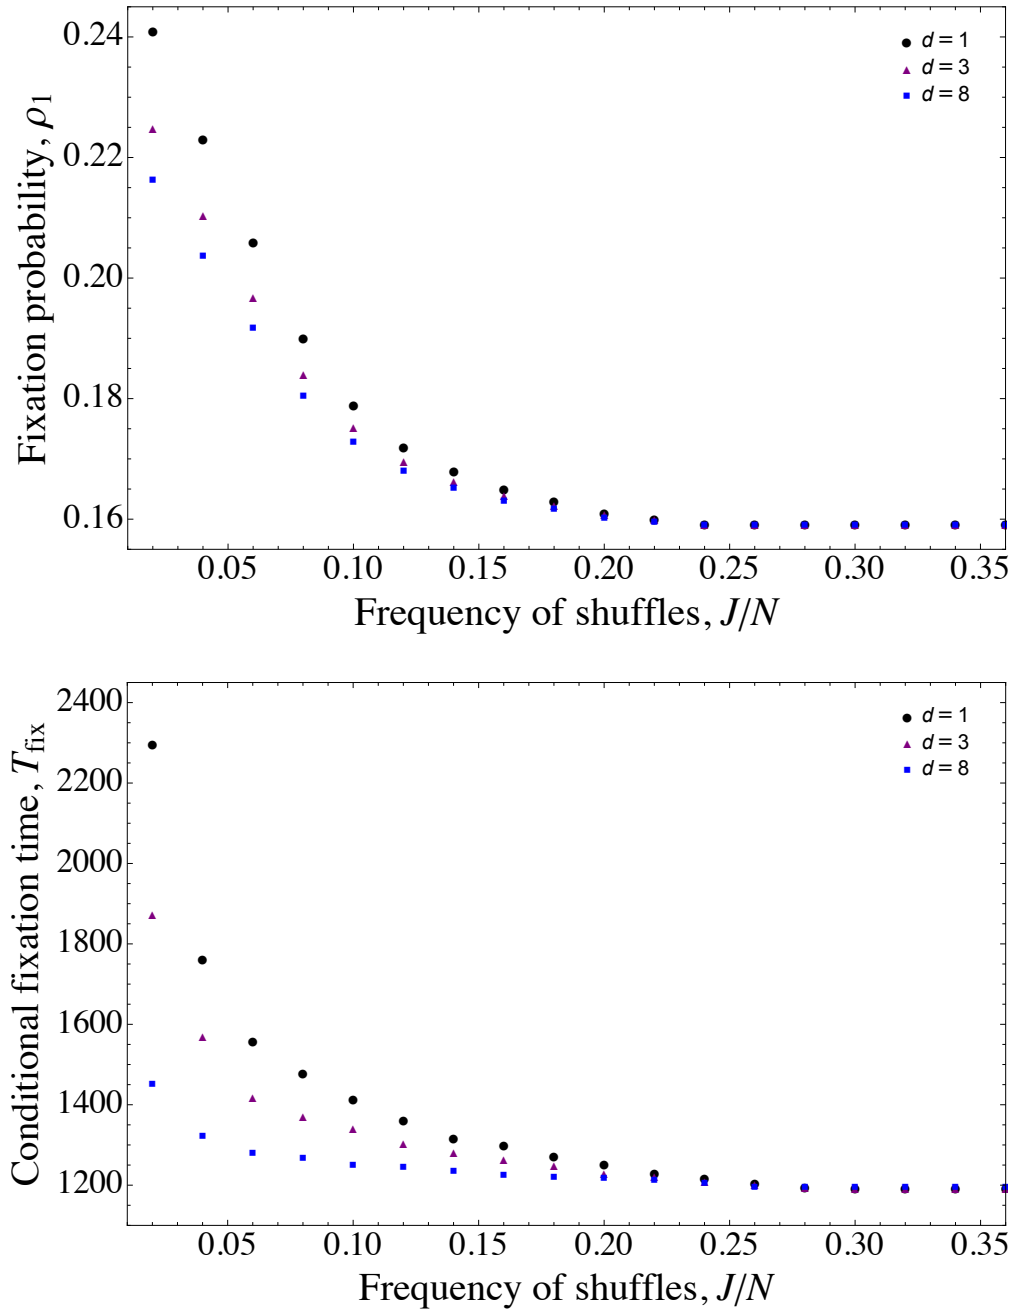 Fixation probability, ρ1
0.24
0.22
0.20
0.18
0.16
d = 1
d = 3
d = 8
0.05 0.10 0.15 0.20 0.25 0.30 0.35
Frequency of shuffles, J/N
Conditional fixation time, Tfix
2400
2200
2000
1800
1600
1400
1200
d = 1
d = 3
d = 8
0.05 0.10 0.15 0.20 0.25 0.30 0.35
Frequency of shuffles, J/N